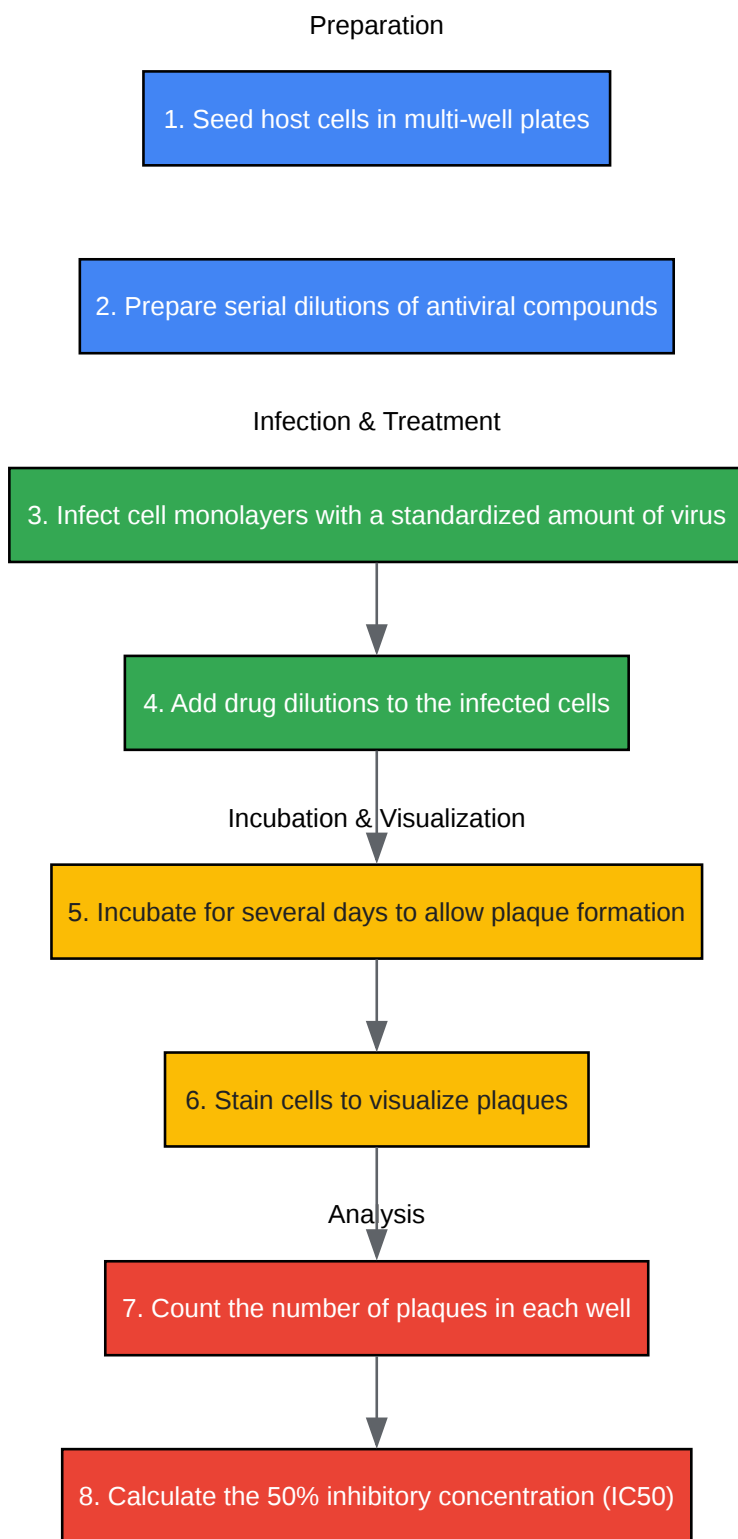 Preparation
1. Seed host cells in multi-well plates
2. Prepare serial dilutions of antiviral compounds
Infection & Treatment
3. Infect cell monolayers with a standardized amount of virus
4. Add drug dilutions to the infected cells
Incubation & Visualization
5. Incubate for several days to allow plaque formation
6. Stain cells to visualize plaques
Analysis
7. Count the number of plaques in each well
8. Calculate the 50% inhibitory concentration (IC50)